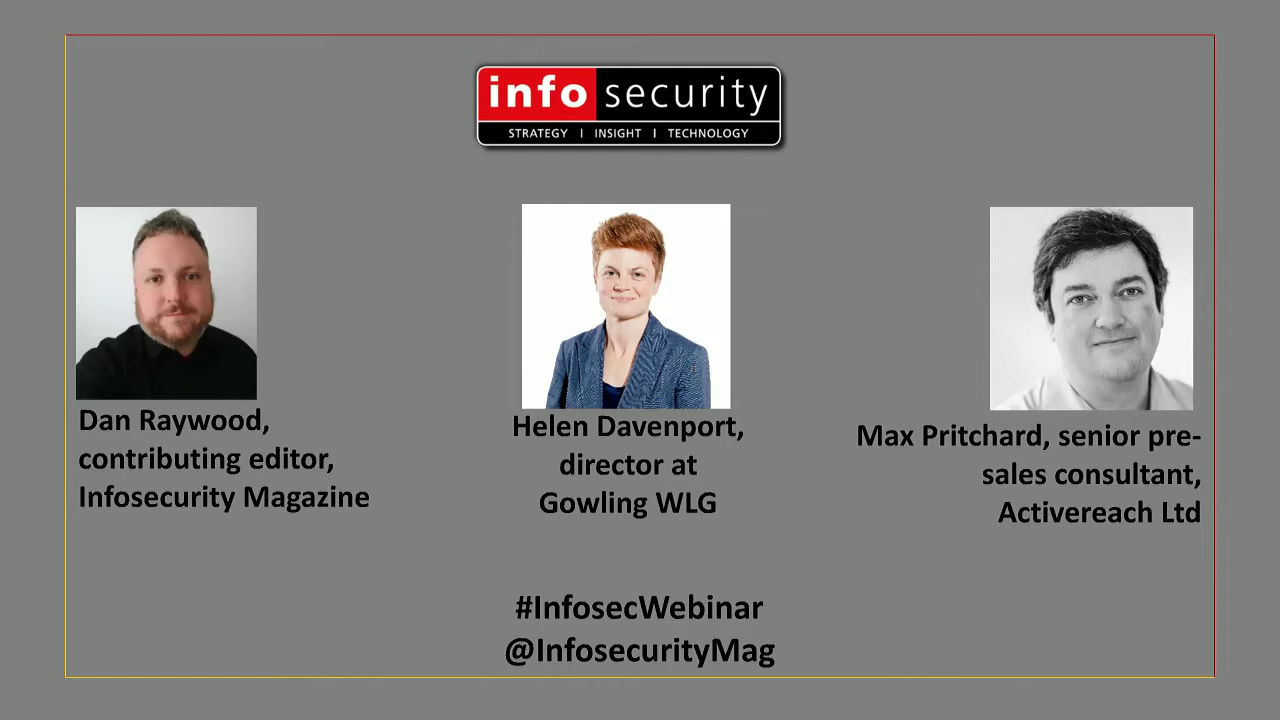 info security
STRATEGY | INSIGHT | TECHNOLOGY
Dan Raywood,
contributing editor,
Infosecurity Magazine
Helen Davenport,
director at
Gowling WLG
Max Pritchard, senior pre-
sales consultant,
Activereach Ltd
#InfosecWebinar
@InfosecurityMag